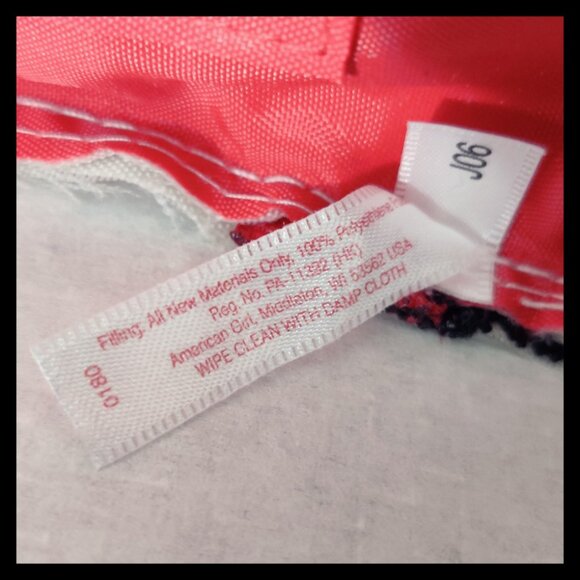 Filling: All New Materials Only, 100% Polyester
Reg. No. PA-11392 (HK)
American Girl, Middleton, WI 53562 USA
WIPE CLEAN WITH DAMP CLOTH
0180
J06